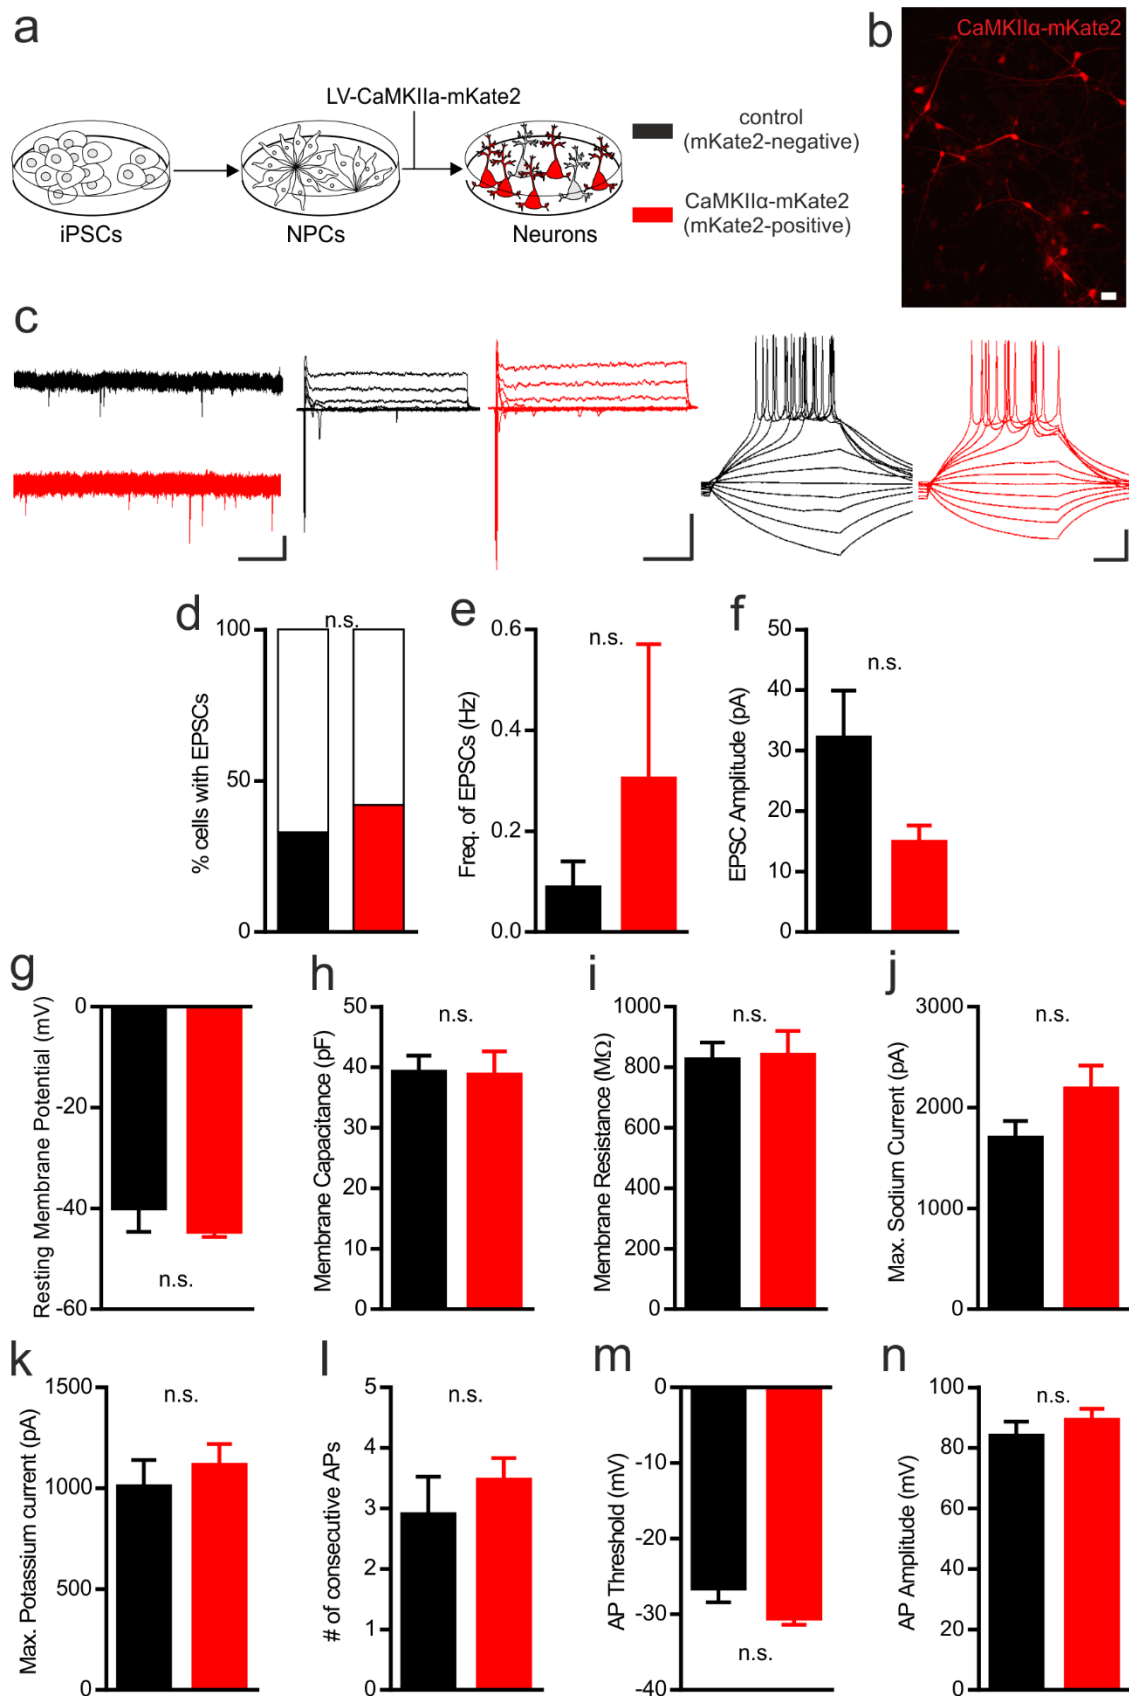 a
b
CaMKIIα-mKate2
LV-CaMKIIa-mKate2
control
(mKate2-negative)
CaMKIIα-mKate2
(mKate2-positive)
iPSCs
NPCs
Neurons
c
d
n.s.
100
50
0
% cells with EPSCs
e
n.s.
0.6
0.4
0.2
0.0
Freq. of EPSCs (Hz)
f
n.s.
50
40
30
20
10
0
EPSC Amplitude (pA)
g
0
-20
-40
-60
n.s.
Resting Membrane Potential (mV)
h
n.s.
50
40
30
20
10
0
Membrane Capacitance (pF)
i
n.s.
1000
800
600
400
200
0
Membrane Resistance (MΩ)
j
n.s.
3000
2000
1000
0
Max. Sodium Current (pA)
k
n.s.
1500
1000
500
0
Max. Potassium current (pA)
l
n.s.
5
4
3
2
1
0
# of consecutive APs
m
0
-10
-20
-30
-40
n.s.
AP Threshold (mV)
n
n.s.
100
80
60
40
20
0
AP Amplitude (mV)